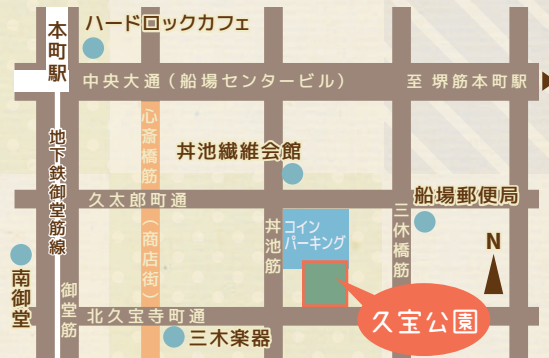 ハードロックカフェ
本町駅
中央大通（船場センタービル）
至 堺筋本町駅
地下鉄御堂筋線
心斎橋筋
（商店街）
丼池繊維会館
久太郎町通
船場郵便局
三休橋筋
丼池筋
コイン
パーキング
N
南御堂
御堂筋
北久宝寺町通
三木楽器
久宝公園